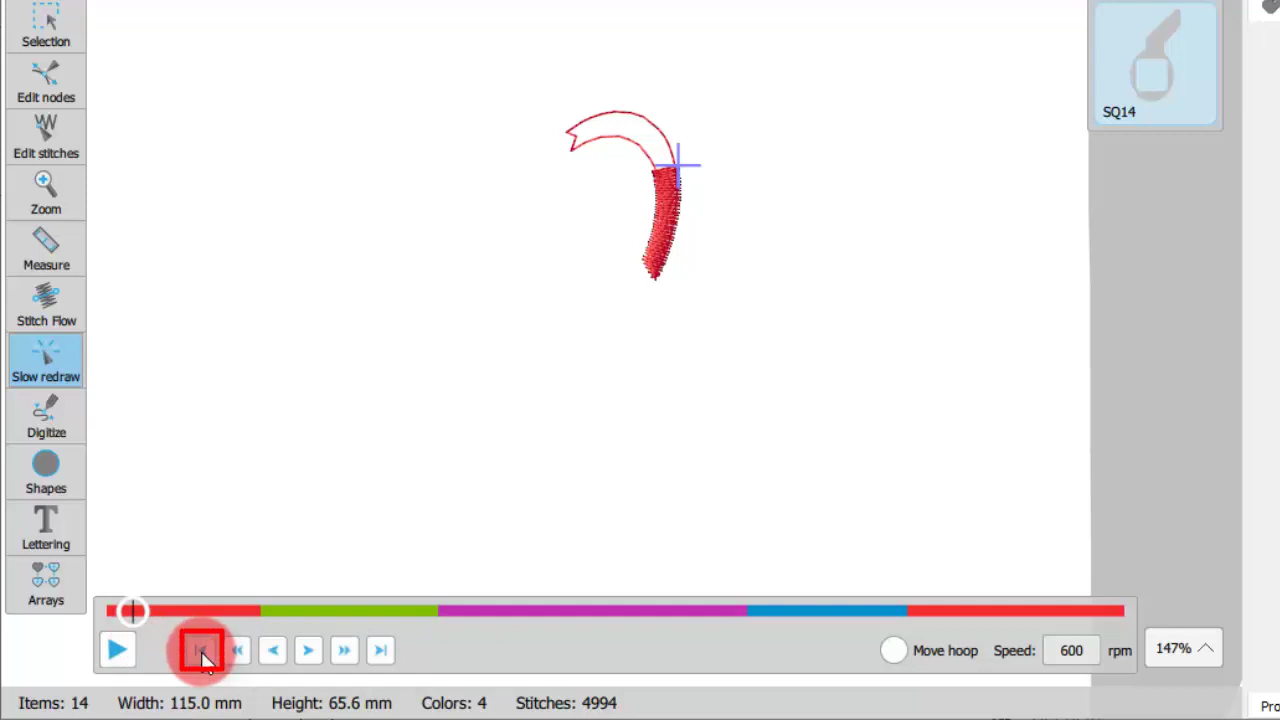 Selection
Edit nodes
Edit stitches
Zoom
Measure
Stitch Flow
Slow redraw
Digitize
Shapes
Lettering
Arrays
SQ14
Move hoop Speed: 600 rpm
147%
Items: 14 Width: 115.0 mm Height: 65.6 mm Colors: 4 Stitches: 4994
Pro